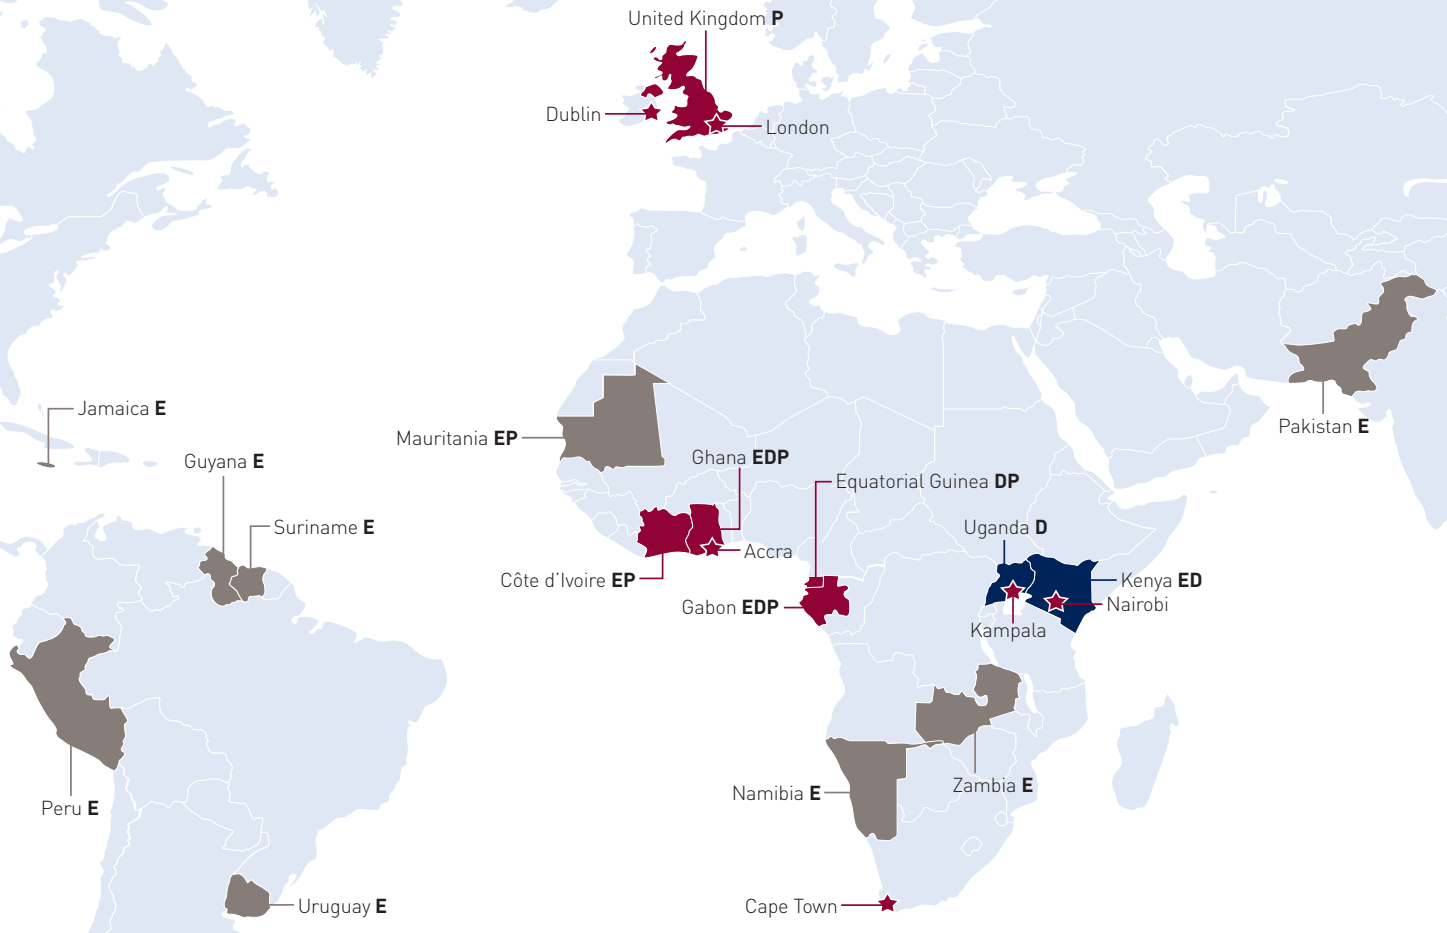 United Kingdom P
Dublin
London
Jamaica E
Pakistan E
Mauritania EP
Ghana EDP
Guyana E
Equatorial Guinea DP
Suriname E
Uganda D
Accra
Côte d’Ivoire EP
Kenya ED
Gabon EDP
Nairobi
Kampala
Zambia E
Namibia E
Peru E
Uruguay E
Cape Town